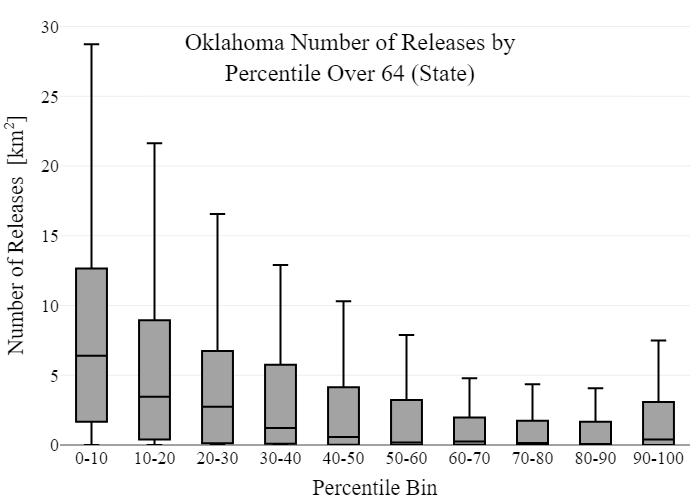 Oklahoma Number of Releases by
Percentile Over 64 (State)
Number of Releases [km²]
30
25
20
15
10
5
0
0-10 10-20 20-30 30-40 40-50 50-60 60-70 70-80 80-90 90-100
Percentile Bin